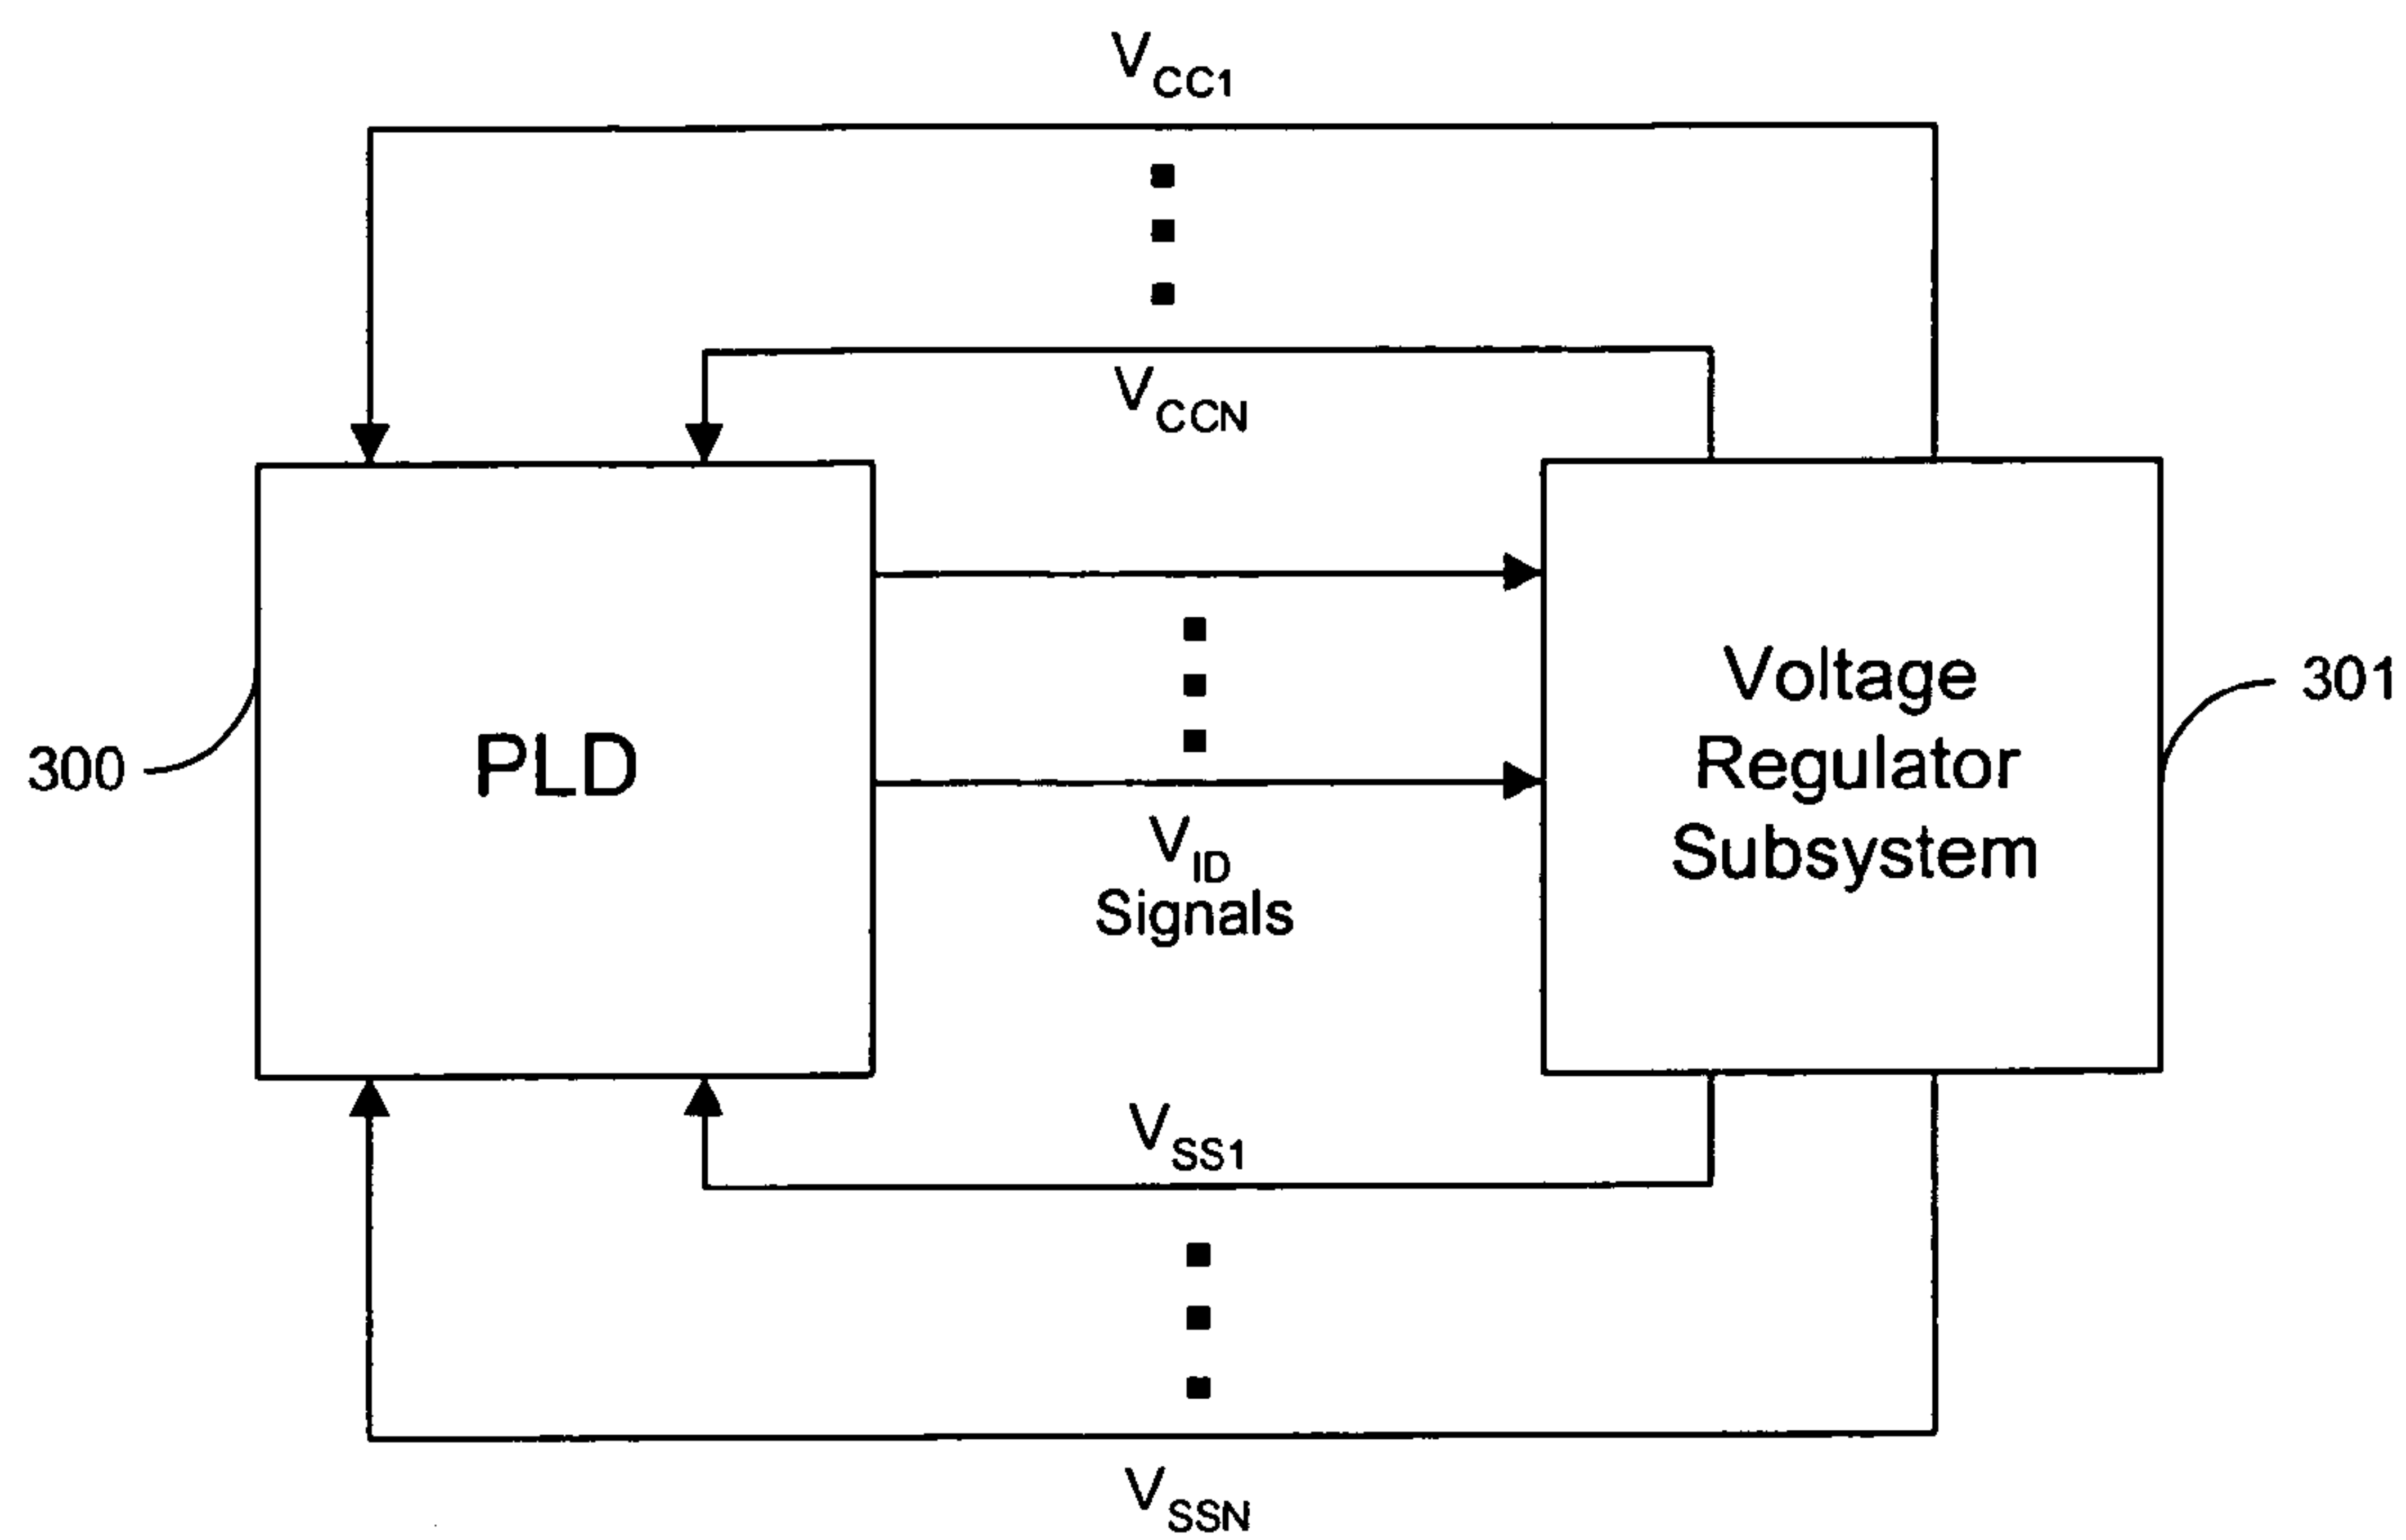 VCC1
VCCN
300
PLD
VID
Signals
Voltage
Regulator
Subsystem
301
VSS1
VSSN